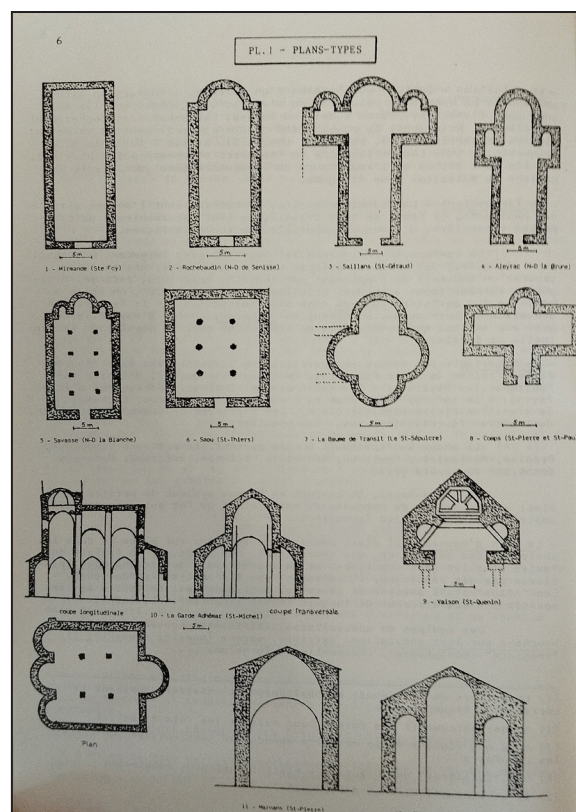 6
PL.I - PLANS-TYPES
5m
5m
5m
5m
1 - Mirmande (Ste Foy)
2 - Rochebaudin (N-D de Senisse)
3 - Saillans (St-Géraud)
4 - Aleyrac (N-D la Brune)
5m
5m
5m
5m
5 - Savasse (N-D la Blanche)
6 - Saou (St-Thiers)
7 - La Baume de Transit (Le St-Sépulcre)
8 - Comps (St-Pierre et St-Pau
5m
9 - Vaison (St-Quenin)
coupe longitudinale
10 - La Garde Adhémar (St-Michel)
coupe Transversale
5m
Plan
11 - (St-Pierre)